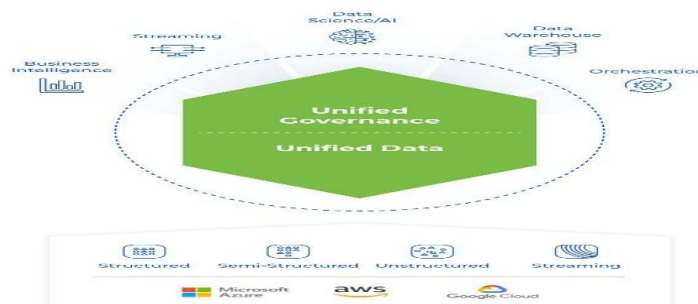 Data
Science/AI
Streaming
Data
Warehouse
Business
Intelligence
Orchestration
Unified
Governance
Unified Data
Structured
Semi-Structured
Unstructured
Streaming
Microsoft
Azure
aws
Google Cloud